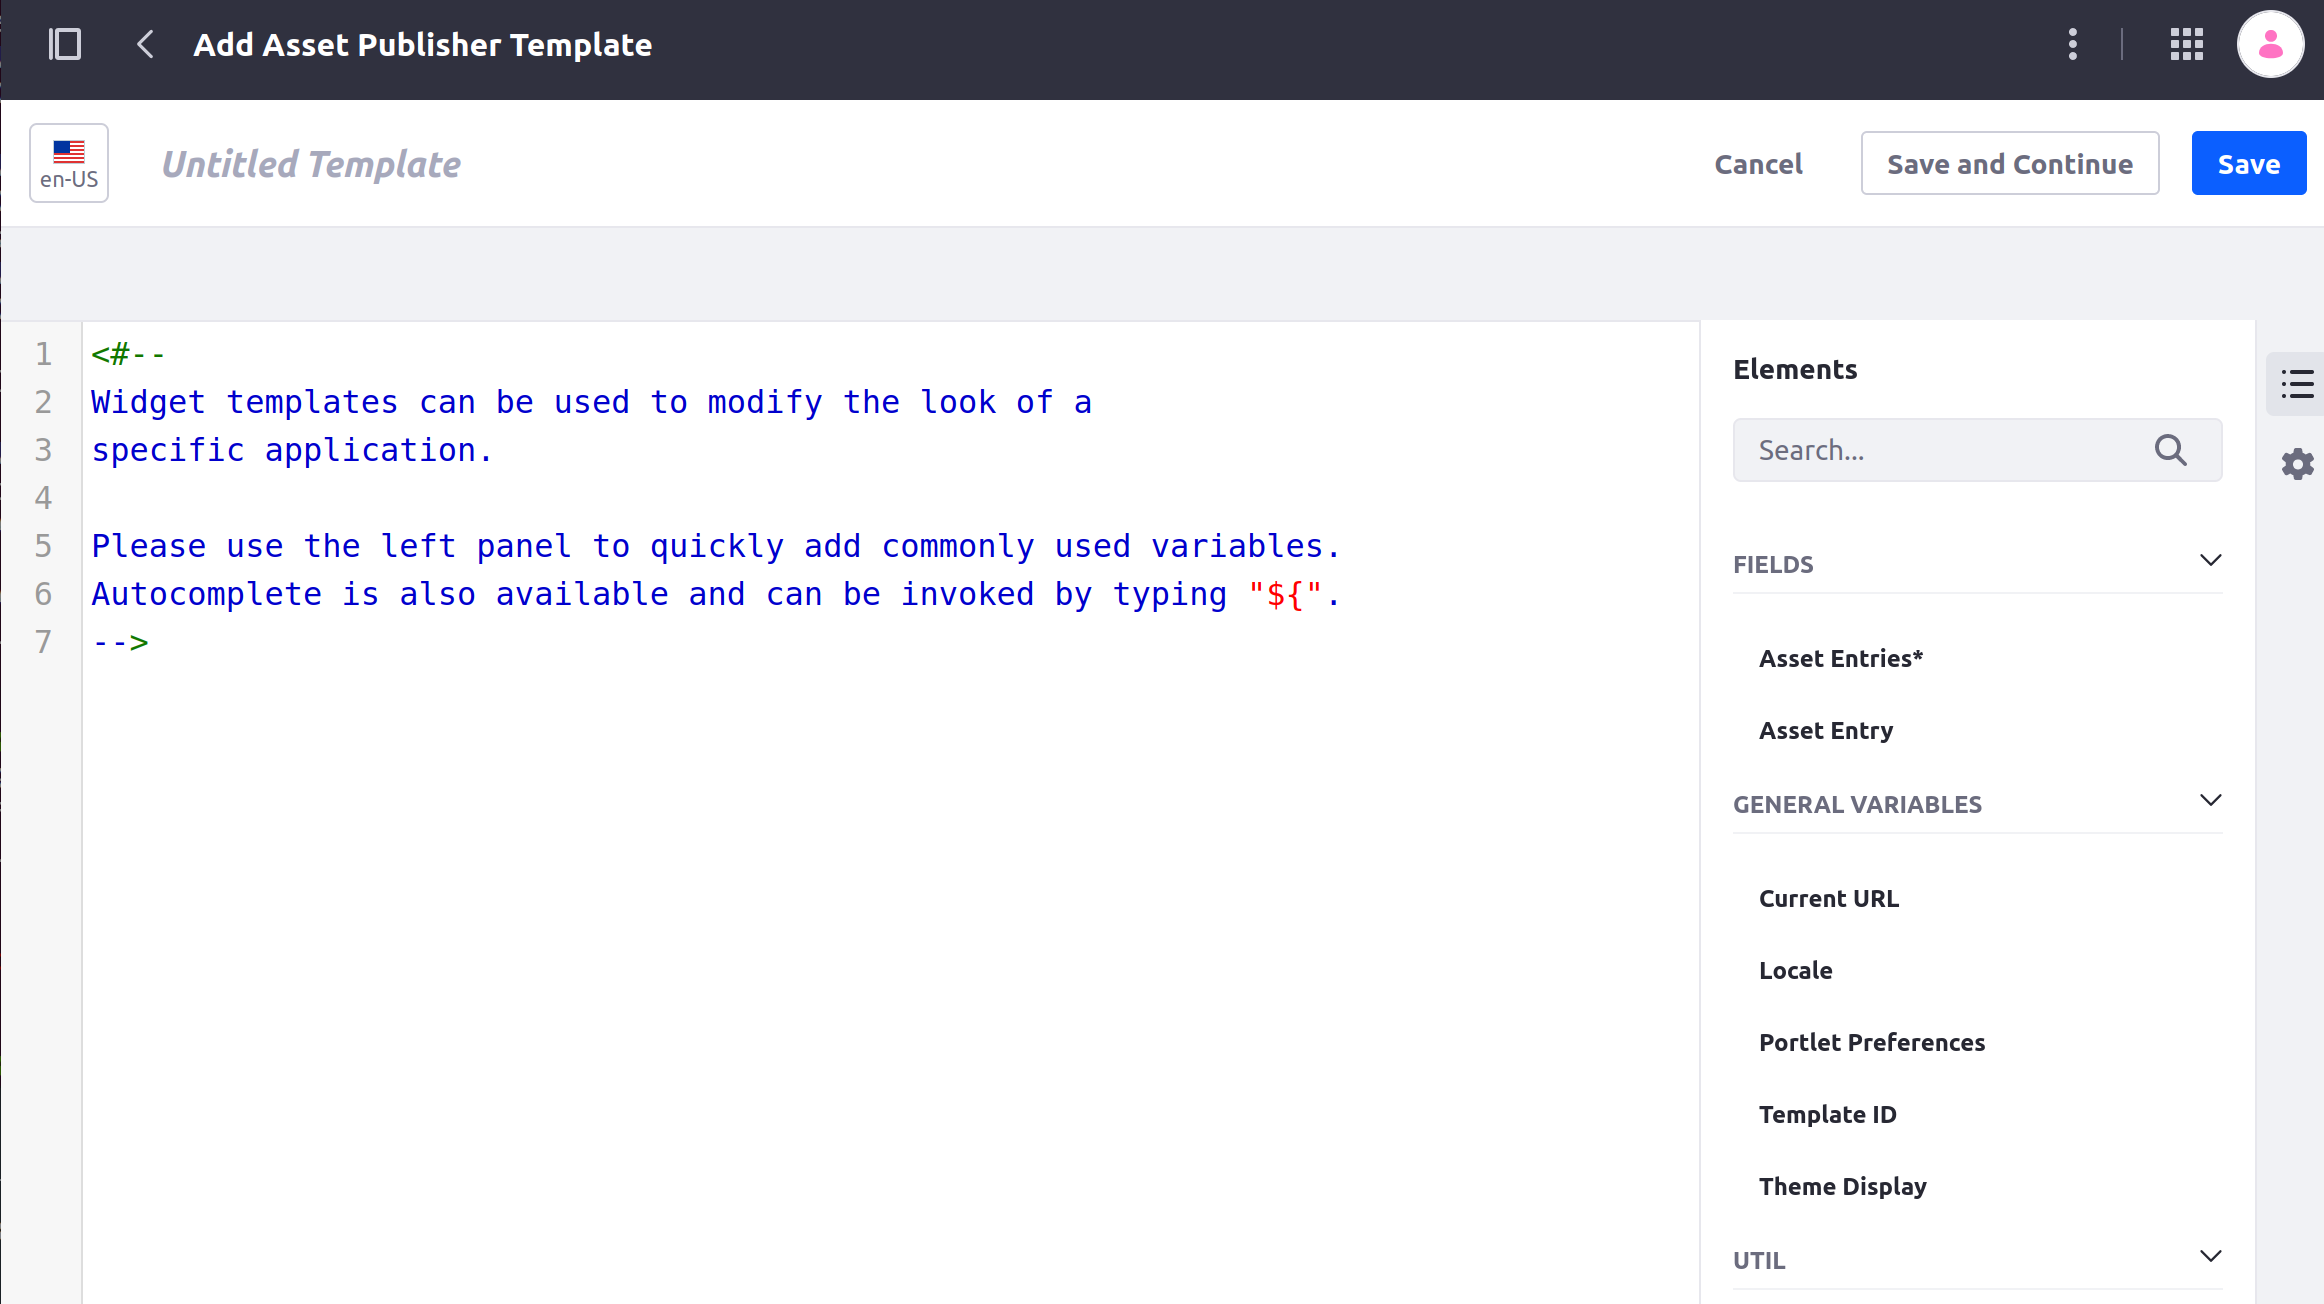 Add Asset Publisher Template
en-US
Untitled Template
Cancel
Save and Continue
Save
1 <#--
2 Widget templates can be used to modify the look of a
3 specific application.
4
5 Please use the left panel to quickly add commonly used variables.
6 Autocomplete is also available and can be invoked by typing "${".
7 -->
Elements
Search...
FIELDS
Asset Entries*
Asset Entry
GENERAL VARIABLES
Current URL
Locale
Portlet Preferences
Template ID
Theme Display
UTIL